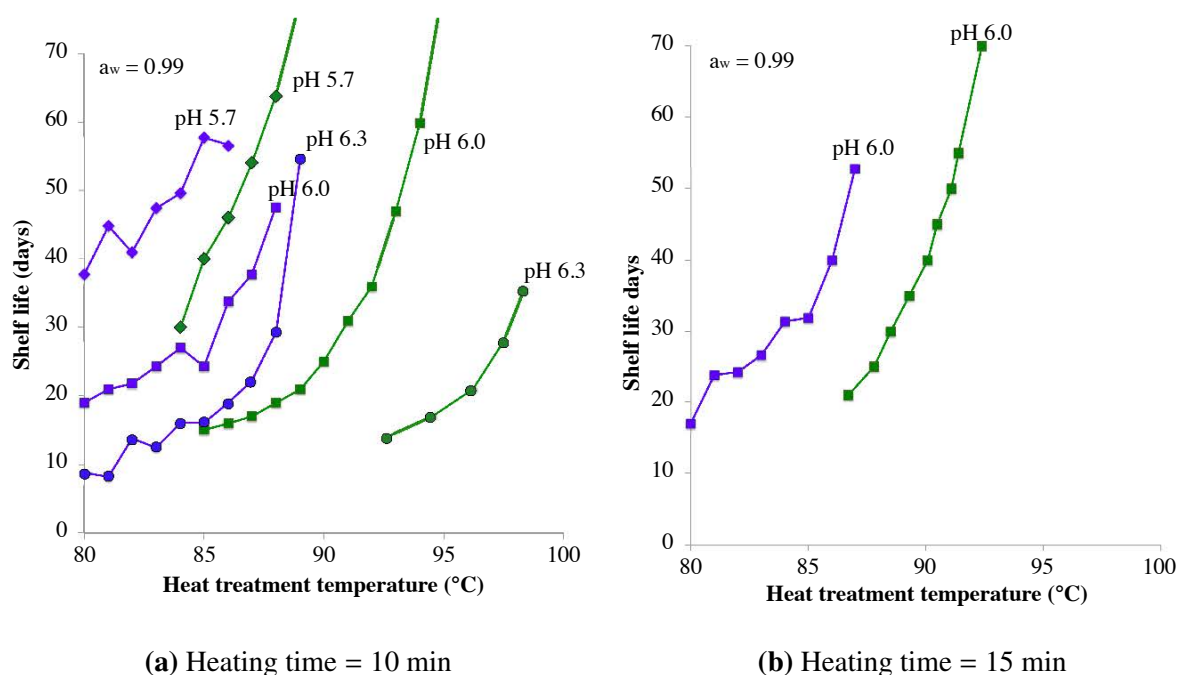 70
60
50
40
30
20
10
0
Shelf life (days)
aw = 0.99
pH 5.7
pH 5.7
pH 6.3
pH 6.0
pH 6.0
pH 6.3
80
85
90
95
100
Heat treatment temperature (°C)
(a) Heating time = 10 min
70
60
50
40
30
20
10
0
Shelf life days
aw = 0.99
pH 6.0
pH 6.0
80
85
90
95
100
Heat treatment temperature (°C)
(b) Heating time = 15 min